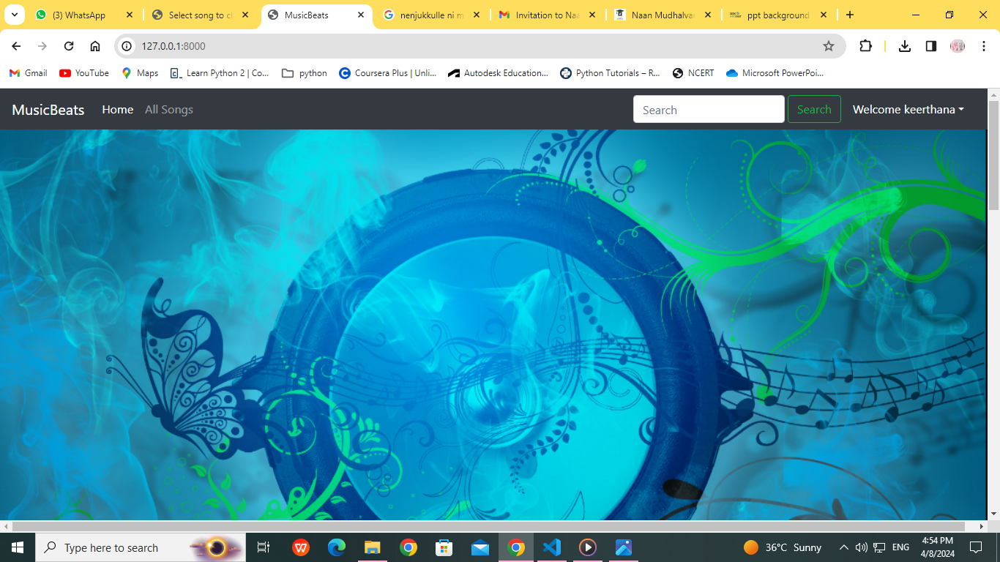 (3) WhatsApp
Select song to cl
MusicBeats
nenjukkulle ni m
Invitation to Naa
Naan Mudhalva
ppt background
127.0.0.1:8000
Gmail
YouTube
Maps
Learn Python 2 | Co...
python
Coursera Plus | Unli...
Autodesk Education...
Python Tutorials – R...
NCERT
Microsoft PowerPoi...
MusicBeats
Home
All Songs
Search
Search
Welcome keerthana
Type here to search
36°C Sunny
ENG
4:54 PM
4/8/2024